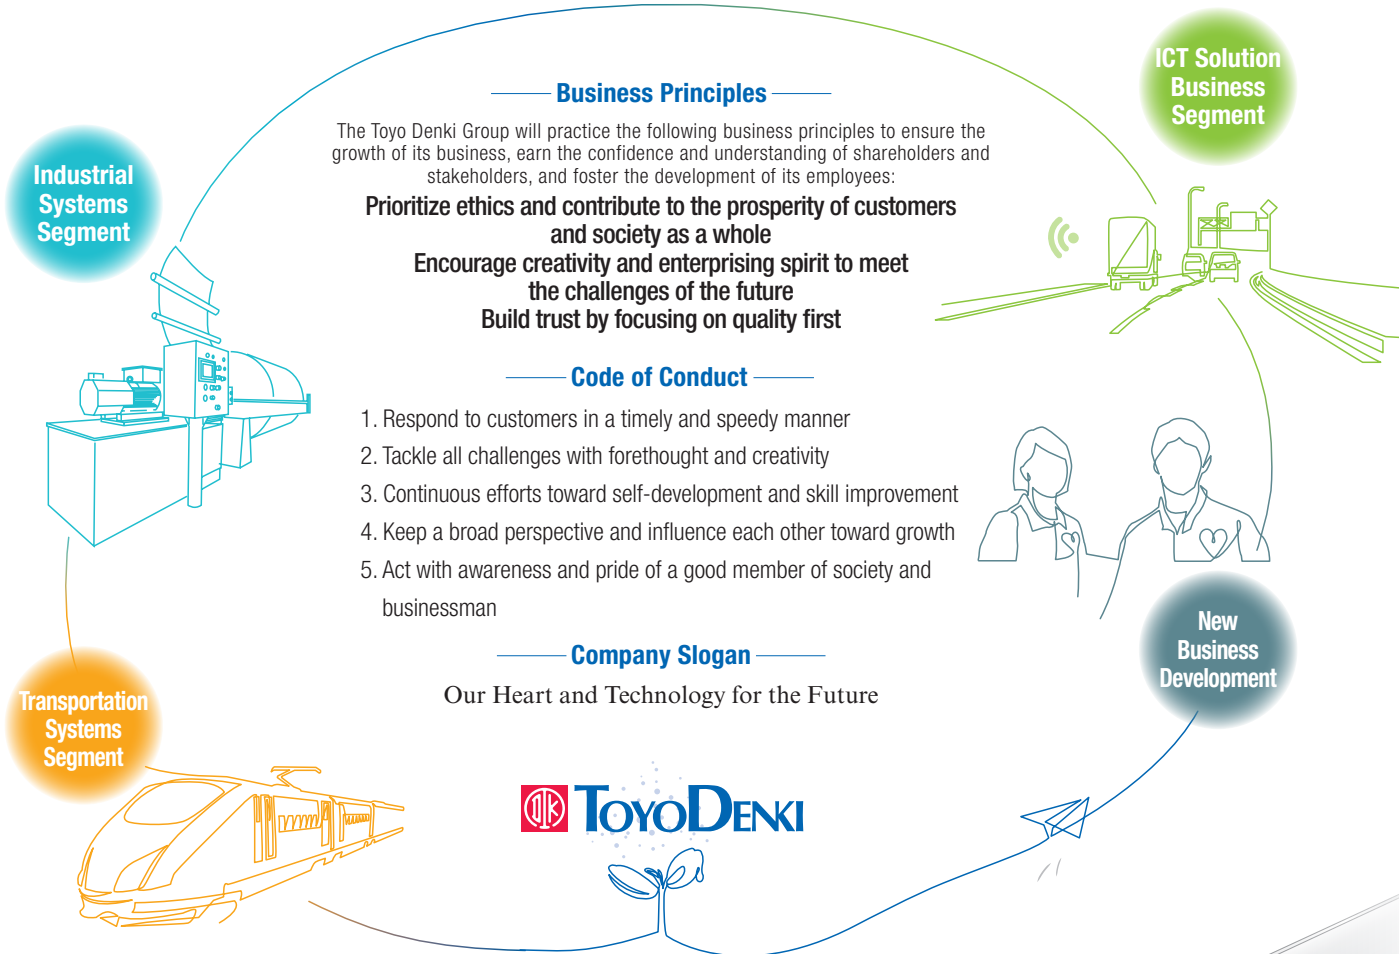 ICT Solution
Business
Segment
Business Principles
The Toyo Denki Group will practice the following business principles to ensure the
growth of its business, earn the confidence and understanding of shareholders and
stakeholders, and foster the development of its employees:
Prioritize ethics and contribute to the prosperity of customers
and society as a whole
Encourage creativity and enterprising spirit to meet
the challenges of the future
Build trust by focusing on quality first
Industrial
Systems
Segment
Code of Conduct
1. Respond to customers in a timely and speedy manner
2. Tackle all challenges with forethought and creativity
3. Continuous efforts toward self-development and skill improvement
4. Keep a broad perspective and influence each other toward growth
5. Act with awareness and pride of a good member of society and
businessman
New
Business
Development
Company Slogan
Our Heart and Technology for the Future
Transportation
Systems
Segment
TOYO DENKI